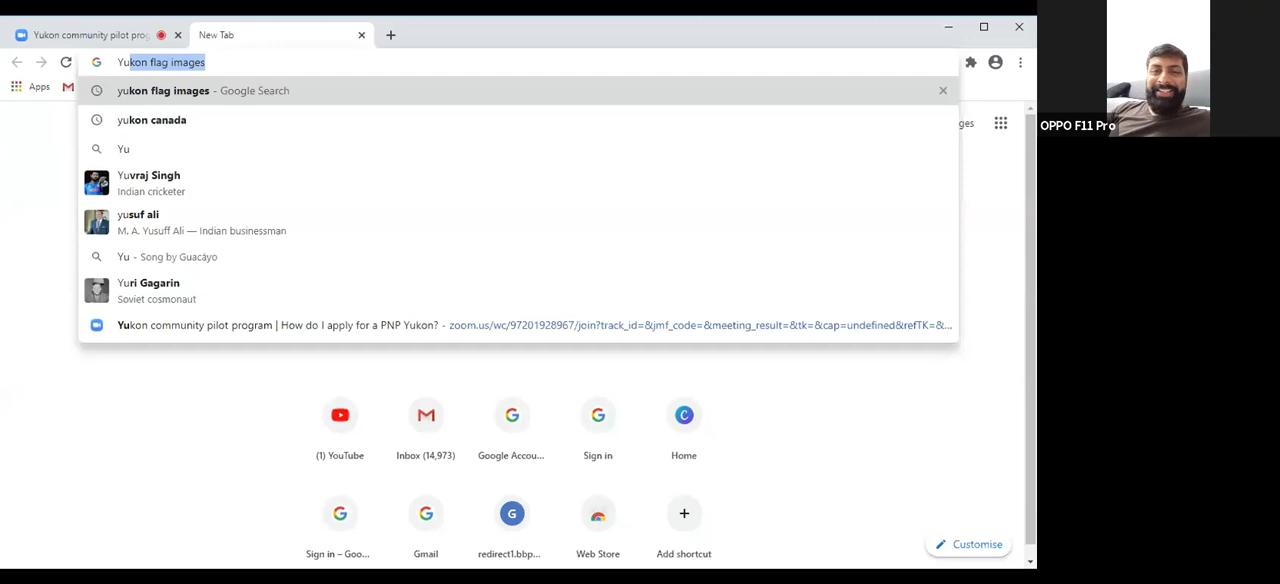 Yukon community pilot prog
New Tab
Yukon flag images
Apps
yukon flag images - Google Search
yukon canada
Yu
Yuvraj Singh
Indian cricketer
yusuf ali
M. A. Yusuff Ali — Indian businessman
Yu - Song by Guacáyo
Yuri Gagarin
Soviet cosmonaut
Yukon community pilot program | How do I apply for a PNP Yukon? - zoom.us/wc/97201928967/join?track_id=&jmf_code=&meeting_result=&tk=&cap=undefined&refTK=&...
ges
OPPO F11 Pro
(1) YouTube
Inbox (14,973)
Google Accou...
Sign in
Home
G
Sign in – Goo...
Gmail
redirect1.bbp...
Web Store
Add shortcut
Customise